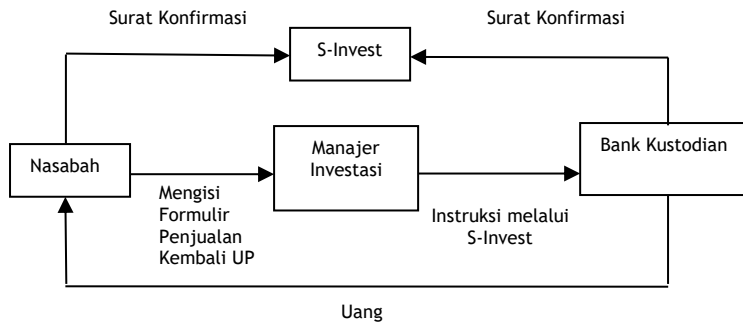 Surat Konfirmasi
Surat Konfirmasi
S-Invest
Nasabah
Manajer
Investasi
Bank Kustodian
Mengisi
Formulir
Penjualan
Kembali UP
Instruksi melalui
S-Invest
Uang